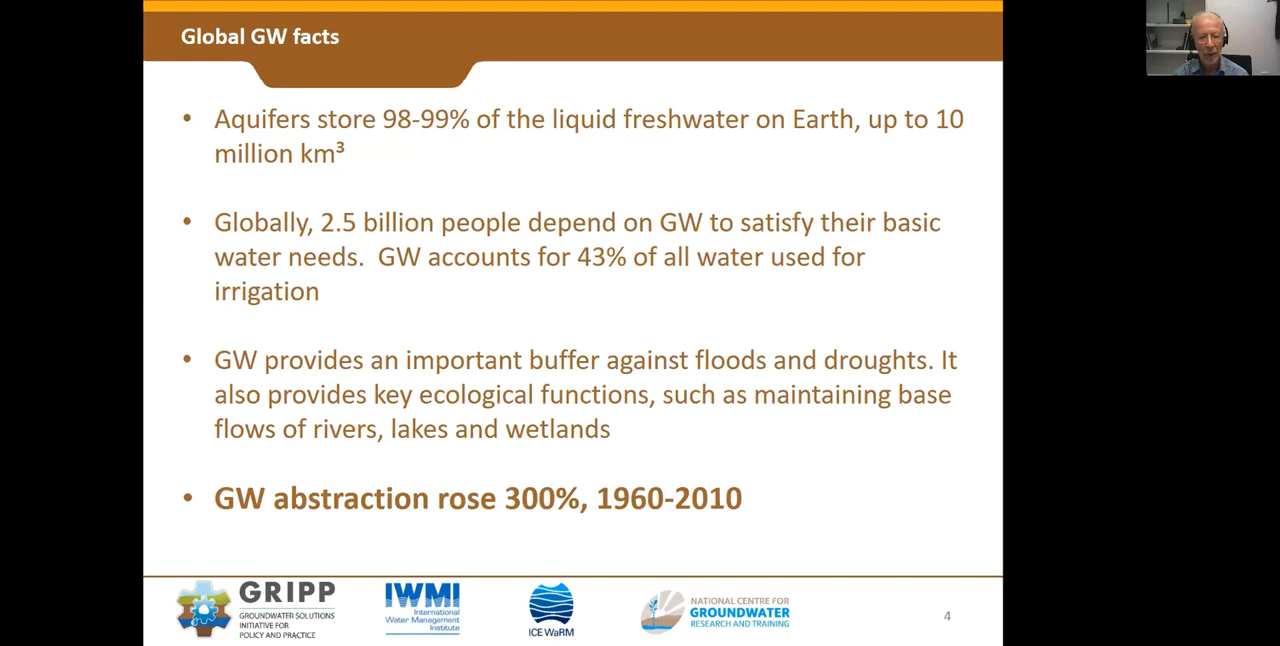 Global GW facts
• Aquifers store 98-99% of the liquid freshwater on Earth, up to 10
million km³
• Globally, 2.5 billion people depend on GW to satisfy their basic
water needs.  GW accounts for 43% of all water used for
irrigation
• GW provides an important buffer against floods and droughts. It
also provides key ecological functions, such as maintaining base
flows of rivers, lakes and wetlands
• GW abstraction rose 300%, 1960-2010
GRIPP
GROUNDWATER SOLUTIONS
INITIATIVE FOR
POLICY AND PRACTICE
IWMI
International
Water Management
Institute
ICE WaRM
NATIONAL CENTRE FOR
GROUNDWATER
RESEARCH AND TRAINING
4